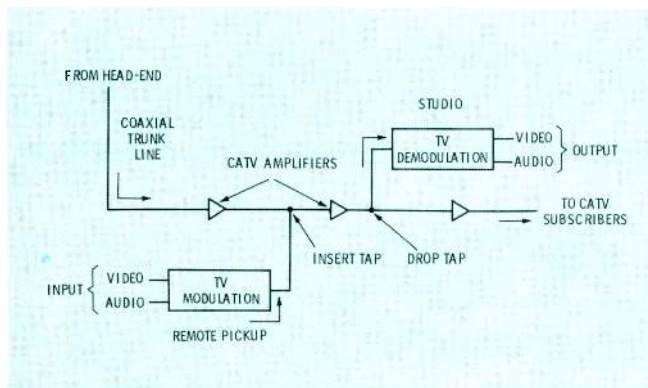 FROM HEAD-END
COAXIAL
TRUNK
LINE
CATV AMPLIFIERS
STUDIO
TV
DEMODULATION
VIDEO
AUDIO
OUTPUT
TO CATV
SUBSCRIBERS
INSERT TAP
DROP TAP
INPUT
VIDEO
AUDIO
TV
MODULATION
REMOTE PICKUP